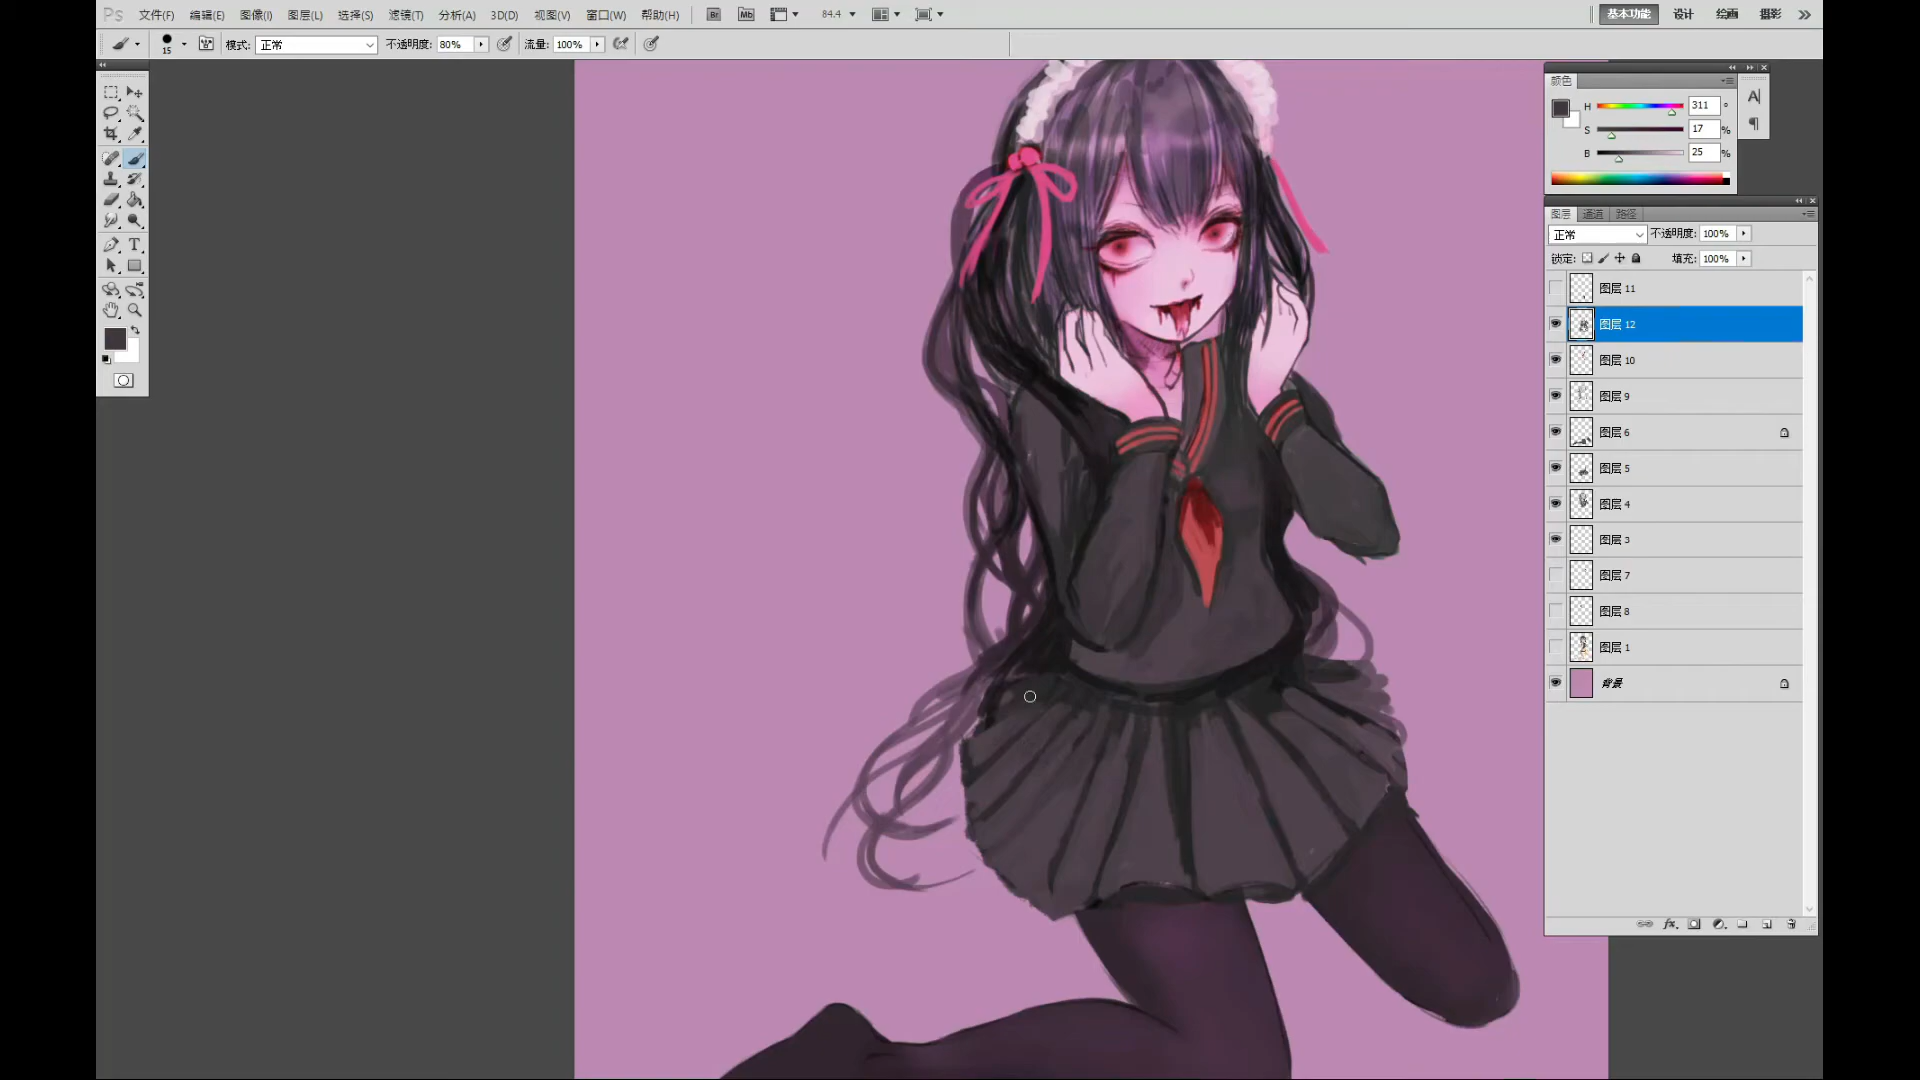 Ps 文件(F) 编辑(E) 图像(I) 图层(L) 选择(S) 滤镜(T) 分析(A) 3D(D) 视图(V) 窗口(W) 帮助(H) Br Mb 84.4 基本功能 设计 绘画 摄影
15 模式: 正常 不透明度: 80% 流量: 100%
颜色
H 311 °
S 17 %
B 25 %
图层 通道 路径
正常 不透明度: 100%
锁定: 填充: 100%
图层 11
图层 12
图层 10
图层 9
图层 6
图层 5
图层 4
图层 3
图层 7
图层 8
图层 1
背景